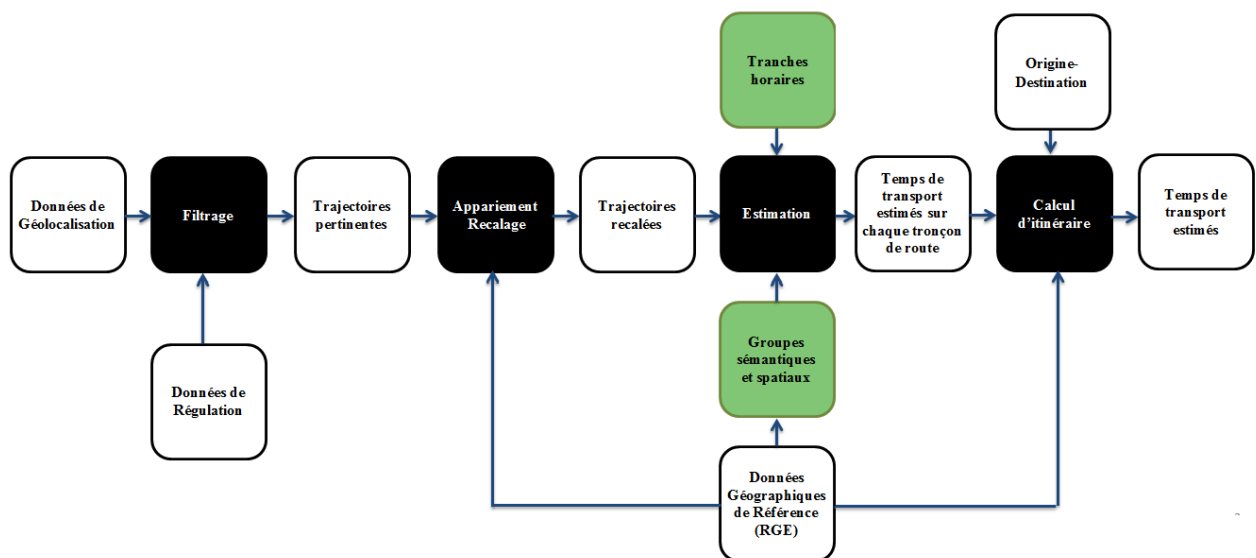 Tranches
horaires
Origine-
Destination
Données de
Géolocalisation
Filtrage
Trajectoires
pertinentes
Appariement
Recalage
Trajectoires
recalées
Estimation
Temps de
transport
estimés sur
chaque tronçon
de route
Calcul
d'itinéraire
Temps de
transport
estimés
Données de
Régulation
Groupes
sémantiques
et spatiaux
Données
Géographiques
de Référence
(RGE)